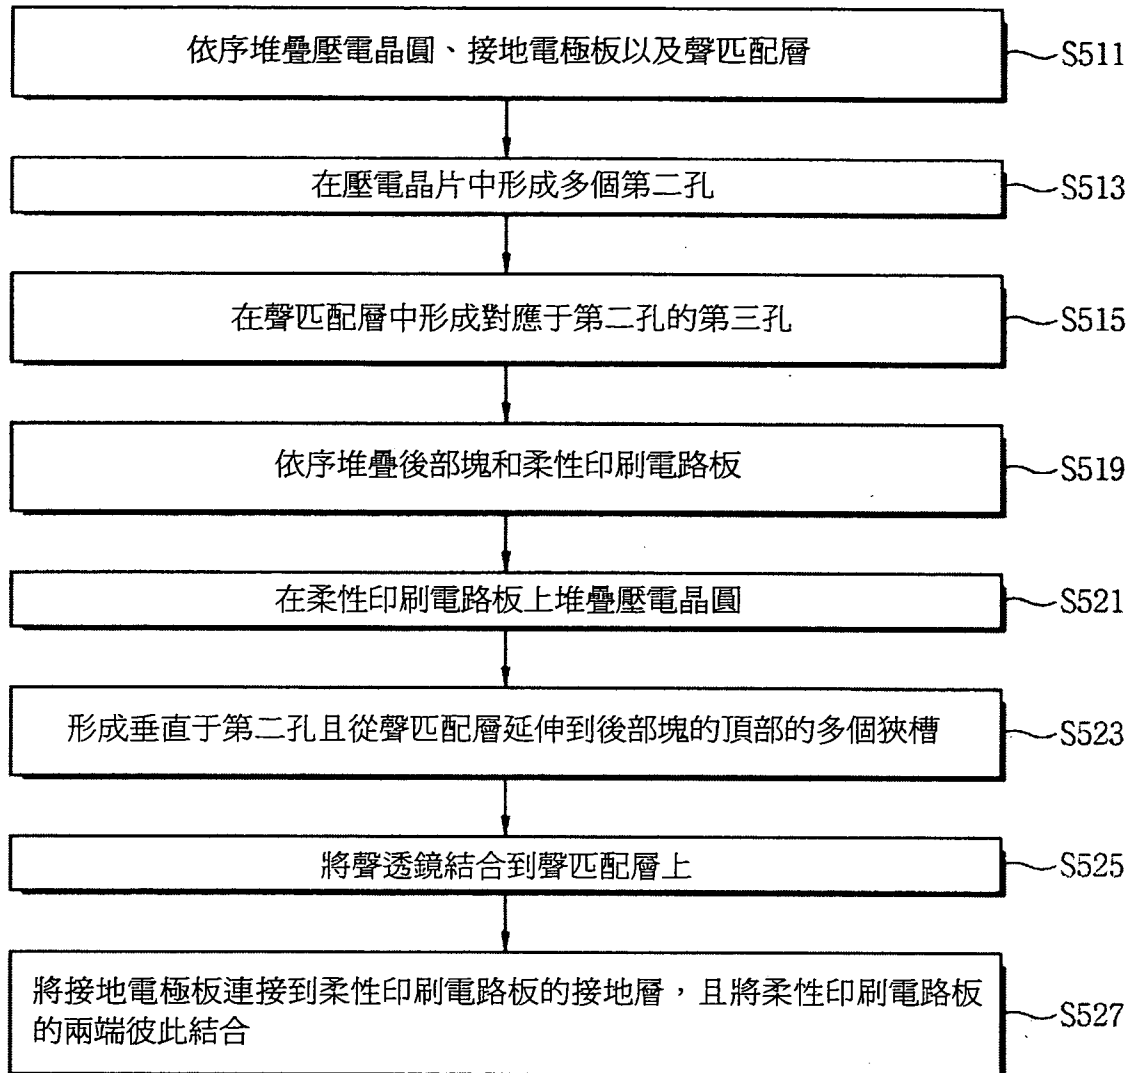 依序堆疊壓電晶圓、接地電極板以及聲匹配層
S511
在壓電晶片中形成多個第二孔
S513
在聲匹配層中形成對應于第二孔的第三孔
S515
依序堆疊後部塊和柔性印刷電路板
S519
在柔性印刷電路板上堆疊壓電晶圓
S521
形成垂直于第二孔且從聲匹配層延伸到後部塊的頂部的多個狹槽
S523
將聲透鏡結合到聲匹配層上
S525
將接地電極板連接到柔性印刷電路板的接地層，且將柔性印刷電路板
的兩端彼此結合
S527